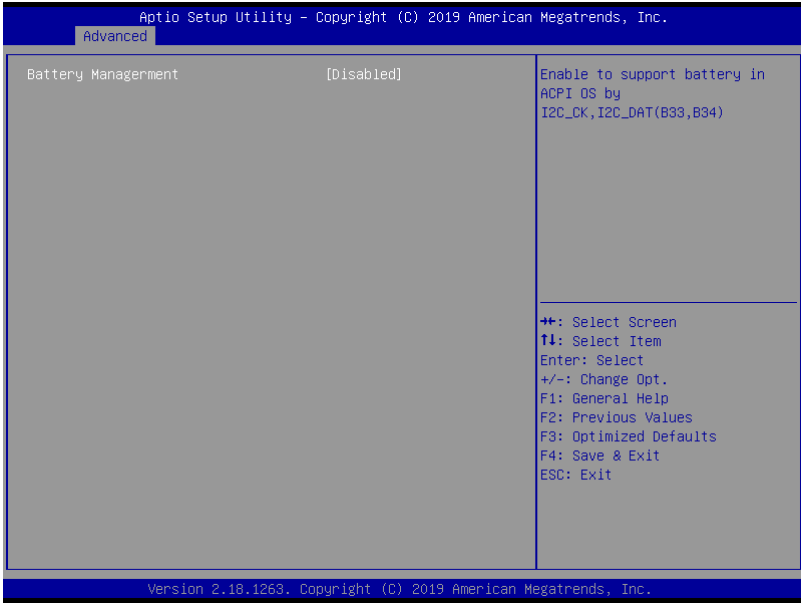 Aptio Setup Utility – Copyright (C) 2019 American Megatrends, Inc.
Advanced
Battery Managerment [Disabled]
Enable to support battery in
ACPI OS by
I2C_CK,I2C_DAT(B33,B34)
→←: Select Screen
↑↓: Select Item
Enter: Select
+/-: Change Opt.
F1: General Help
F2: Previous Values
F3: Optimized Defaults
F4: Save & Exit
ESC: Exit
Version 2.18.1263. Copyright (C) 2019 American Megatrends, Inc.